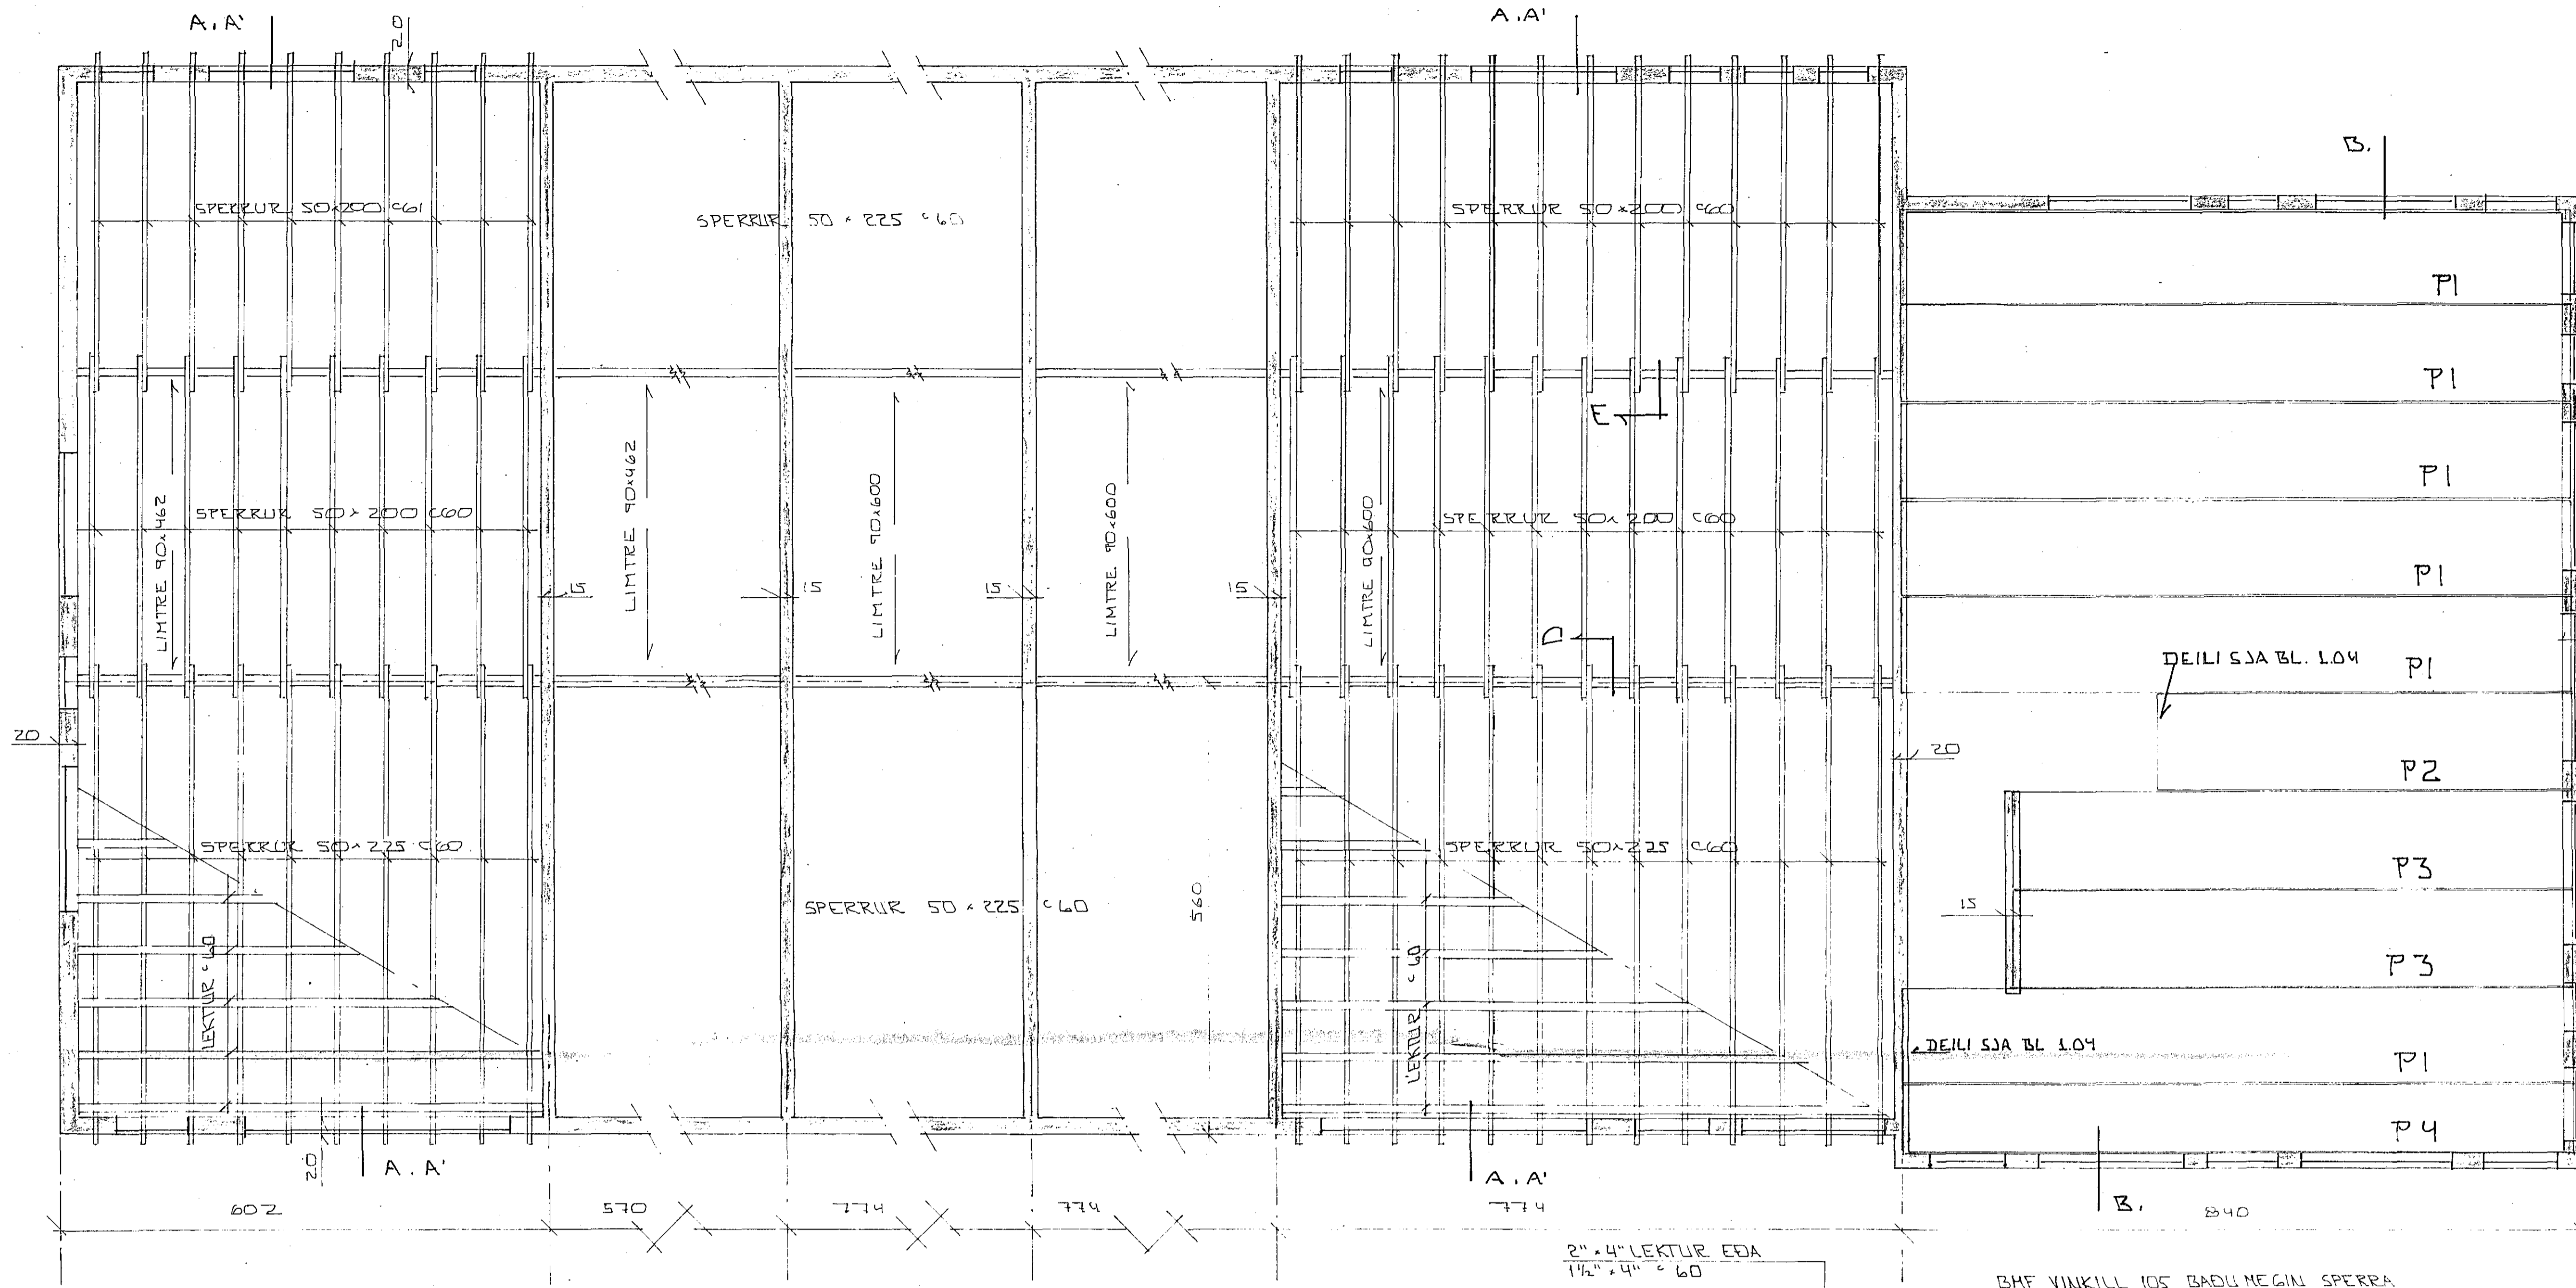 A.A'
20
A.A'
B.
SPERRUR 50×200 c61
SPERRUR 50 × 225 c60
SPERRUR 50×200 c60
P1
P1
E
P1
LIMTRE 90×462
SPERRUR 50×200 c60
LIMTRE 90×462
LIMTRE 90×600
LIMTRE 90×600
LIMTRE 90×600
SPERRUR 50×200 c60
15
15
15
15
P1
D
DEILI SJA BL. 1.04
P1
20
20
P2
SPERRUR 50×225 c60
SPERRUR 50×225 c60
P3
SPERRUR 50 × 225 c60
560
15
LEKTUR c60
LEKTUR c60
P3
DEILI SJA BL 1.04
P1
P4
20
A.A'
A.A'
B.
602
570
774
774
774
840
2" × 4" LEKTUR EÐA
1½" × 4" c 60
BMF VINKILL 105 BADU MEGIN SPERRA